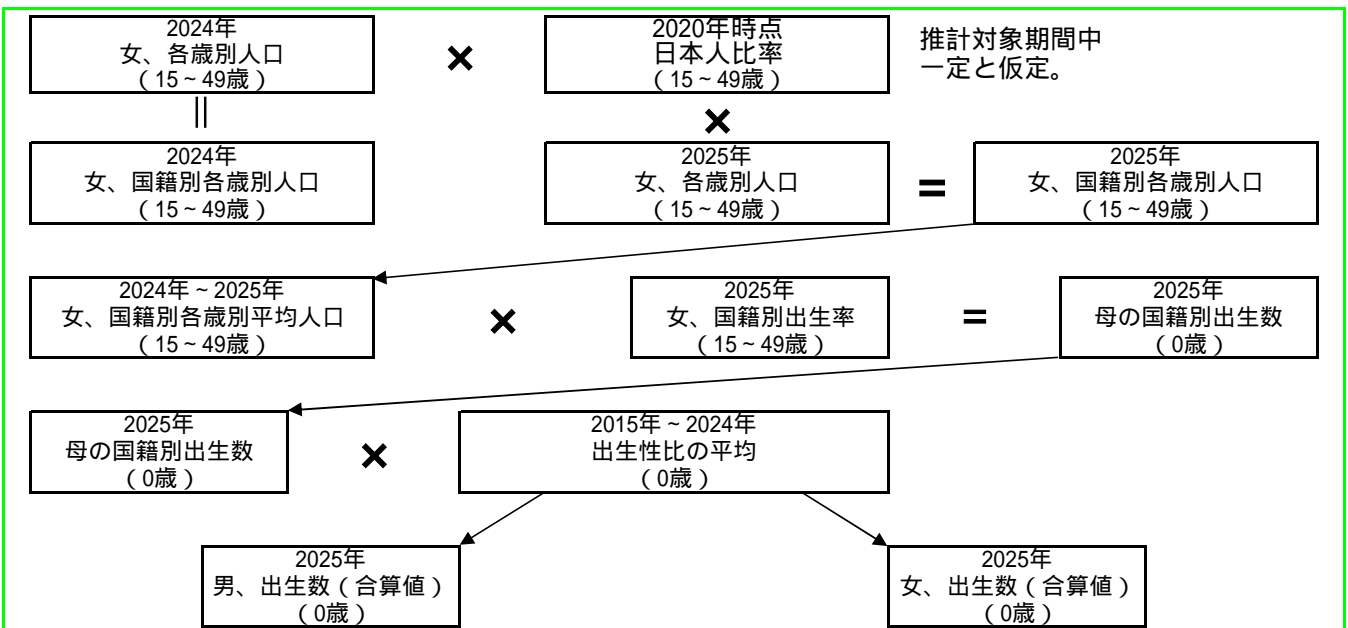 2024年
女、各歳別人口
（15～49歳）
×
2020年時点
日本人比率
（15～49歳）
推計対象期間中
一定と仮定。
||
×
2024年
女、国籍別各歳別人口
（15～49歳）
2025年
女、各歳別人口
（15～49歳）
=
2025年
女、国籍別各歳別人口
（15～49歳）
2024年～2025年
女、国籍別各歳別平均人口
（15～49歳）
×
2025年
女、国籍別出生率
（15～49歳）
=
2025年
母の国籍別出生数
（0歳）
2025年
母の国籍別出生数
（0歳）
×
2015年～2024年
出生性比の平均
（0歳）
2025年
男、出生数（合算値）
（0歳）
2025年
女、出生数（合算値）
（0歳）